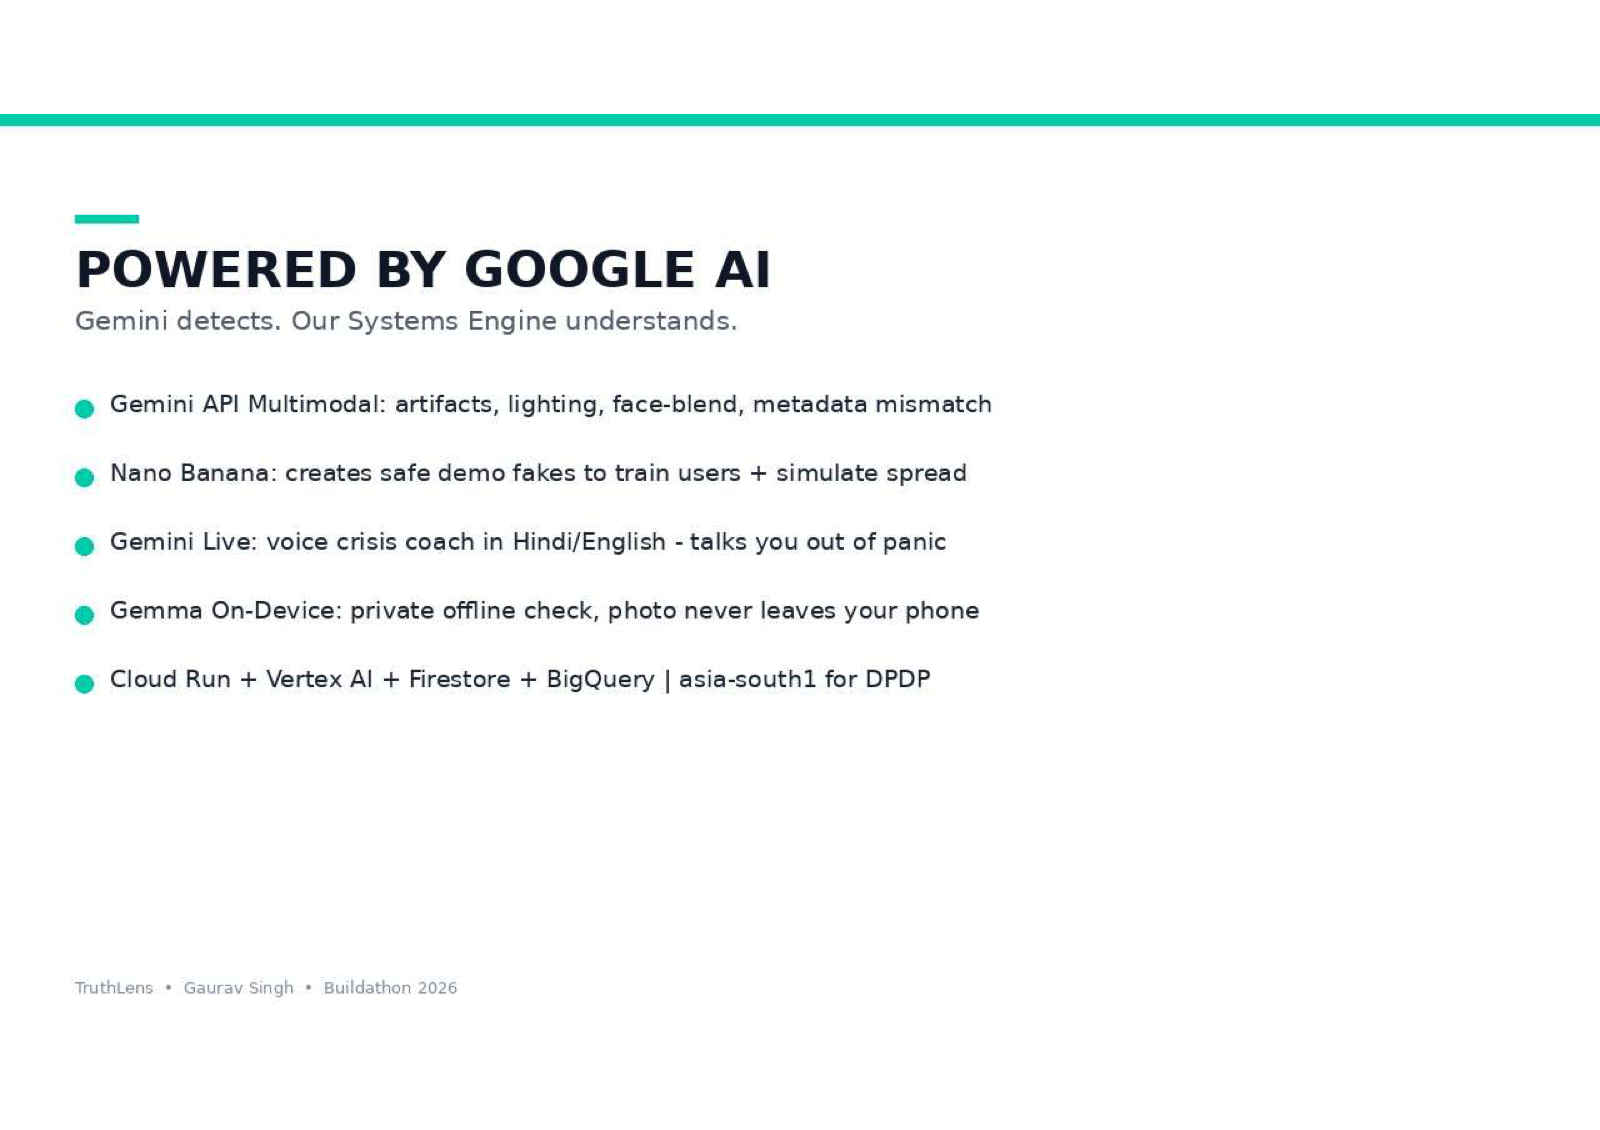 POWERED BY GOOGLE AI
Gemini detects. Our Systems Engine understands.
Gemini API Multimodal: artifacts, lighting, face-blend, metadata mismatch
Nano Banana: creates safe demo fakes to train users + simulate spread
Gemini Live: voice crisis coach in Hindi/English - talks you out of panic
Gemma On-Device: private offline check, photo never leaves your phone
Cloud Run + Vertex AI + Firestore + BigQuery | asia-south1 for DPDP
TruthLens • Gaurav Singh • Buildathon 2026